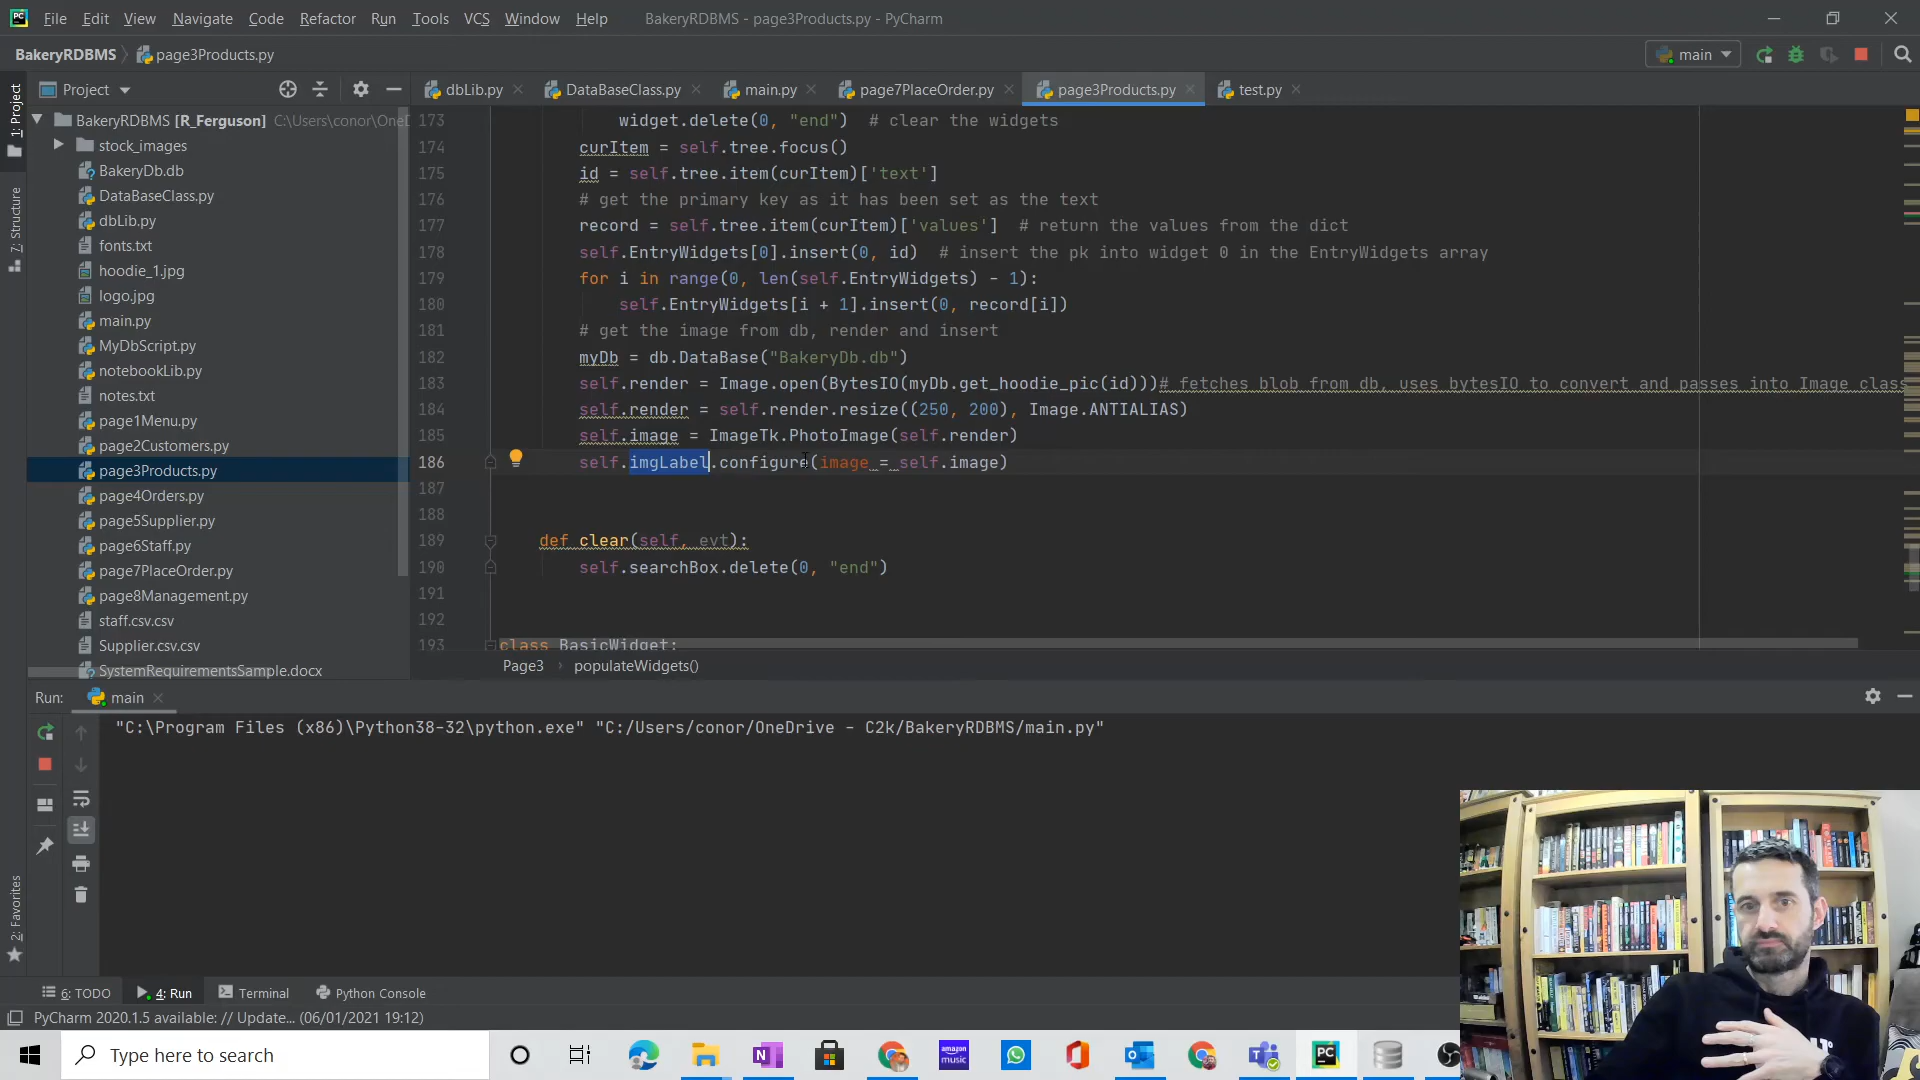 File Edit View Navigate Code Refactor Run Tools VCS Window Help BakeryRDBMS - page3Products.py - PyCharm
BakeryRDBMS page3Products.py main
Project dbLib.py DataBaseClass.py main.py page7PlaceOrder.py page3Products.py test.py
1: Project
7: Structure
2: Favorites
BakeryRDBMS [R_Ferguson] C:\Users\conor\OneD
stock_images
BakeryDb.db
DataBaseClass.py
dbLib.py
fonts.txt
hoodie_1.jpg
logo.jpg
main.py
MyDbScript.py
notebookLib.py
notes.txt
page1Menu.py
page2Customers.py
page3Products.py
page4Orders.py
page5Supplier.py
page6Staff.py
page7PlaceOrder.py
page8Management.py
staff.csv.csv
Supplier.csv.csv
SystemRequirementsSample.docx
173 widget.delete(0, "end") # clear the widgets
174 curItem = self.tree.focus()
175 id = self.tree.item(curItem)['text']
176 # get the primary key as it has been set as the text
177 record = self.tree.item(curItem)['values'] # return the values from the dict
178 self.EntryWidgets[0].insert(0, id) # insert the pk into widget 0 in the EntryWidgets array
179 for i in range(0, len(self.EntryWidgets) - 1):
180 self.EntryWidgets[i + 1].insert(0, record[i])
181 # get the image from db, render and insert
182 myDb = db.DataBase("BakeryDb.db")
183 self.render = Image.open(BytesIO(myDb.get_hoodie_pic(id)))# fetches blob from db, uses bytesIO to convert and passes into Image class
184 self.render = self.render.resize((250, 200), Image.ANTIALIAS)
185 self.image = ImageTk.PhotoImage(self.render)
186 self.imgLabel.configure(image = self.image)
187
188
189 def clear(self, evt):
190 self.searchBox.delete(0, "end")
191
192
193 class BasicWidget:
Page3 populateWidgets()
Run: main
"C:\Program Files (x86)\Python38-32\python.exe" "C:/Users/conor/OneDrive - C2k/BakeryRDBMS/main.py"
6: TODO 4: Run Terminal Python Console
PyCharm 2020.1.5 available: // Update... (06/01/2021 19:12)
Type here to search
amazon
music